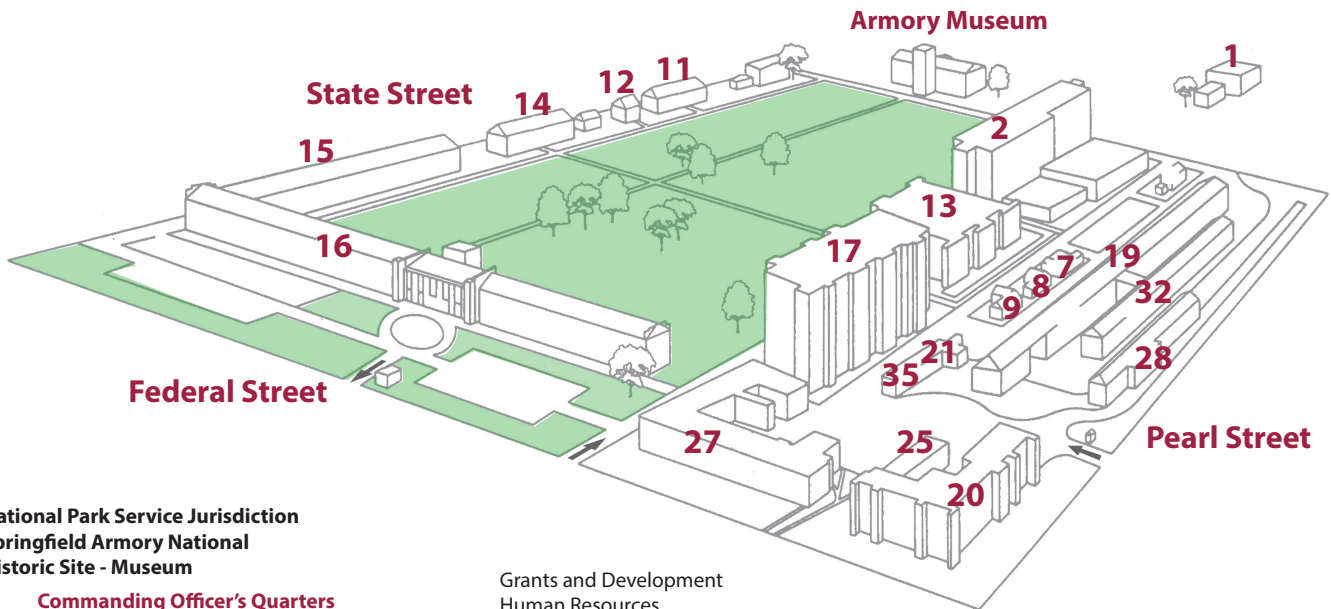 Armory Museum
1
State Street
12
11
14
2
15
13
16
17
7
19
8
32
9
21
28
35
Federal Street
27
25
Pearl Street
20
ational Park Service Jurisdiction
pringfield Armory National
istoric Site - Museum
Commanding Officer's Quarters
Grants and Development
Human Resources